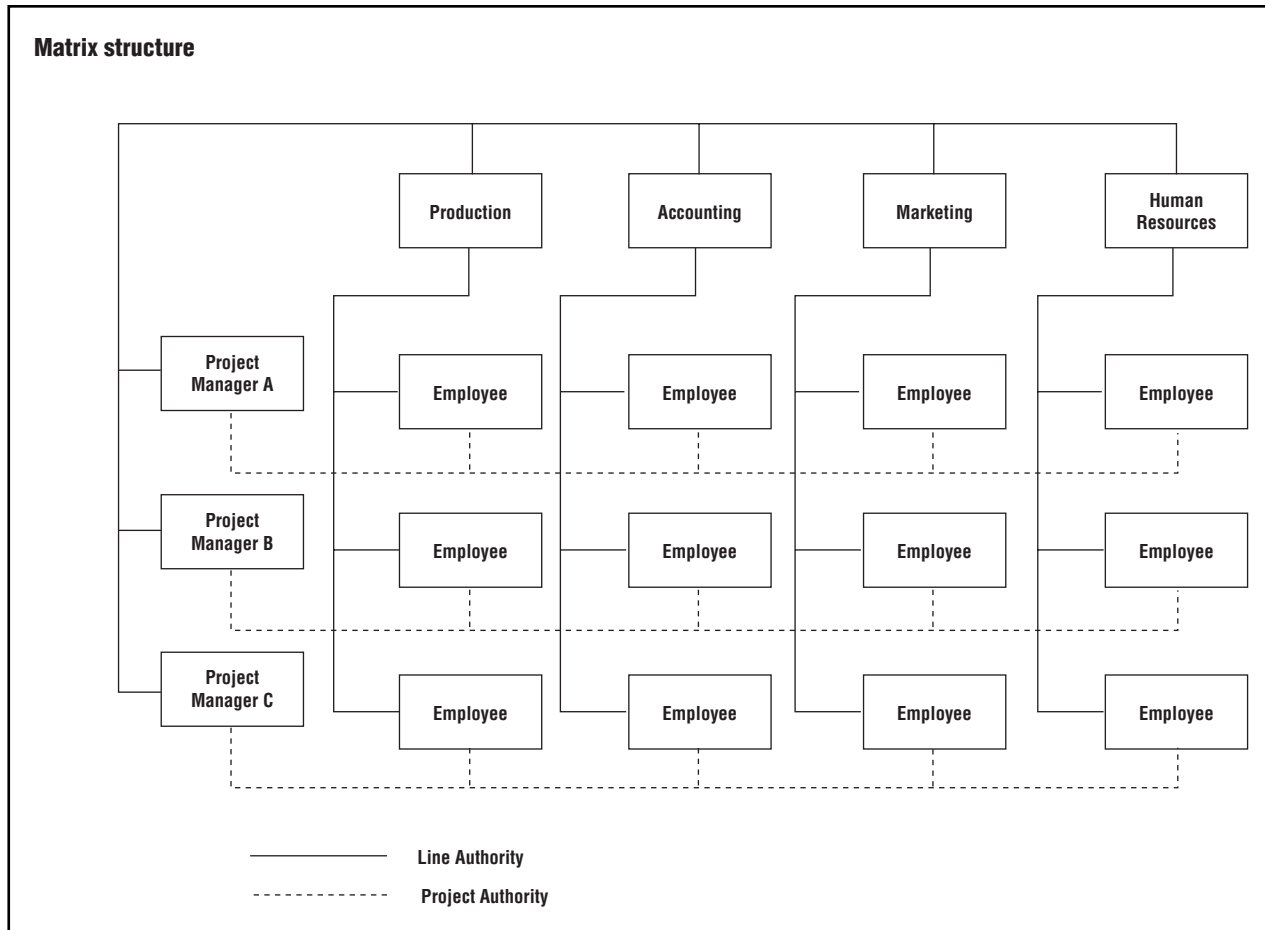 Matrix structure
Production
Accounting
Marketing
Human
Resources
Project
Manager A
Employee
Employee
Employee
Employee
Project
Manager B
Employee
Employee
Employee
Employee
Project
Manager C
Employee
Employee
Employee
Employee
Line Authority
Project Authority